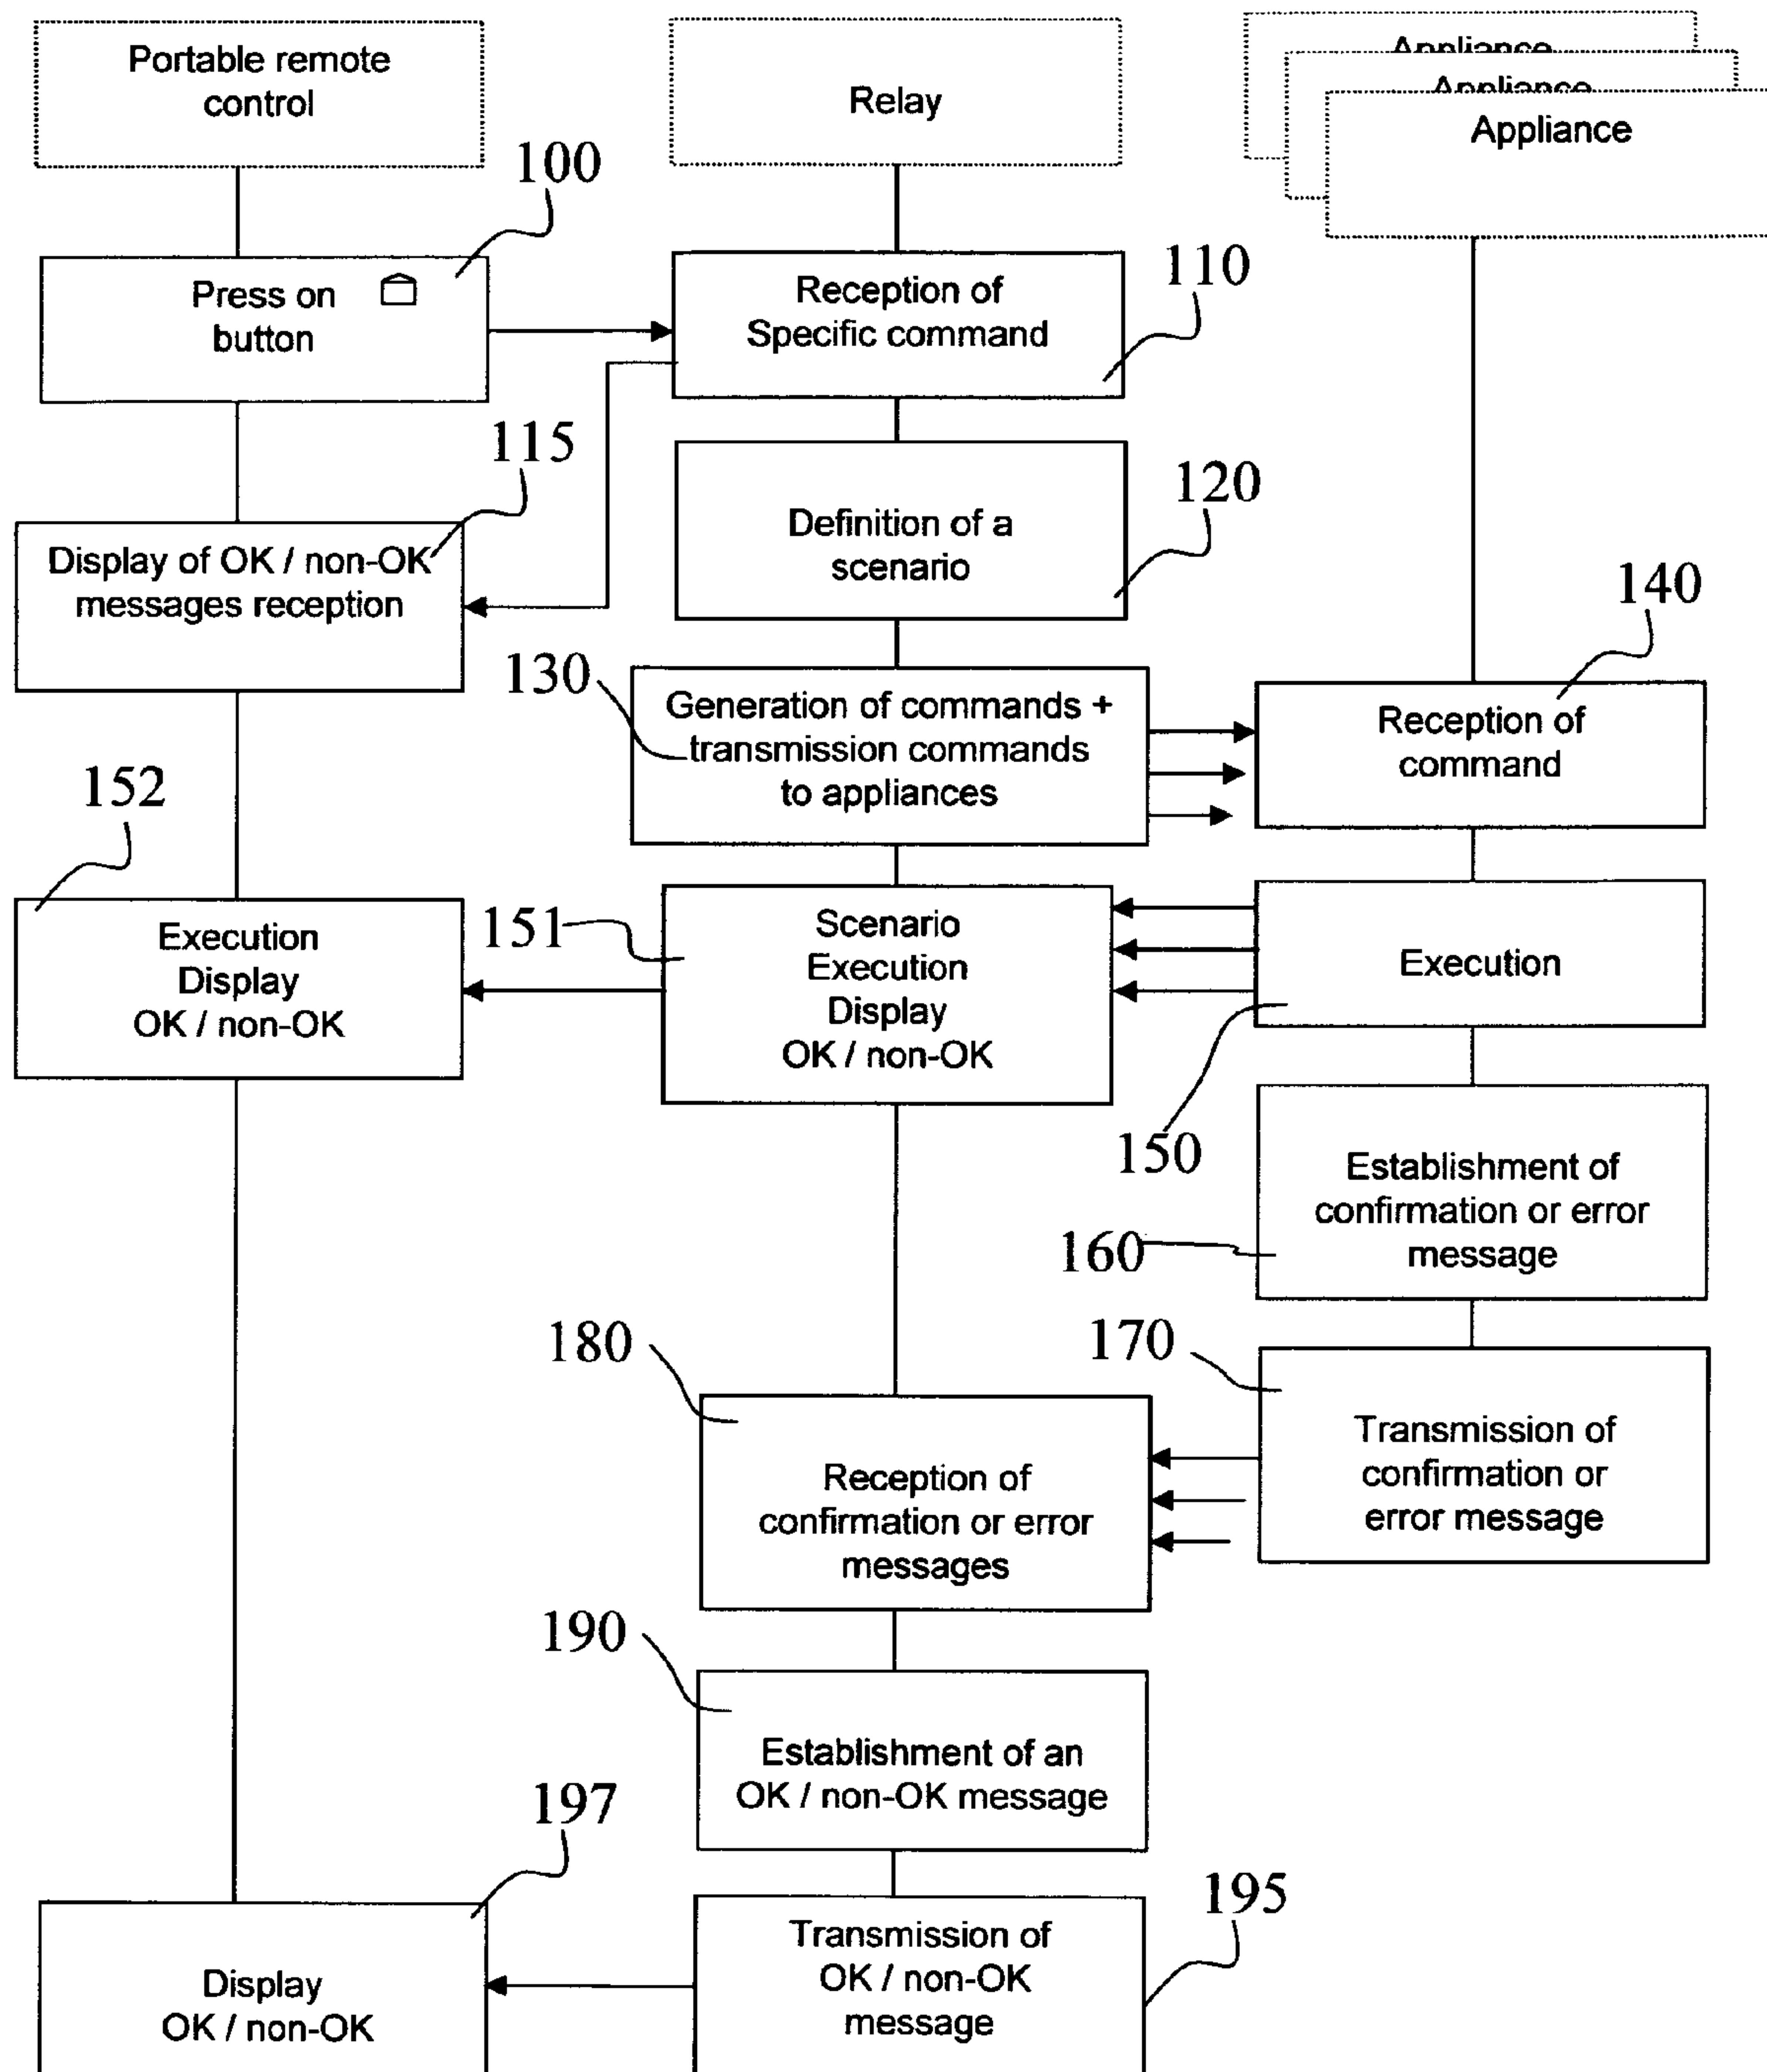 Portable remote
control
Relay
Appliance
Appliance
Appliance
100
Press on
button
110
Reception of
Specific command
115
Display of OK / non-OK
messages reception
120
Definition of a
scenario
130
Generation of commands +
transmission commands
to appliances
140
Reception of
command
152
Execution
Display
OK / non-OK
151
Scenario
Execution
Display
OK / non-OK
Execution
150
Establishment of
confirmation or error
message
160
170
Transmission of
confirmation or
error message
180
Reception of
confirmation or error
messages
190
Establishment of an
OK / non-OK message
197
Display
OK / non-OK
195
Transmission of
OK / non-OK
message